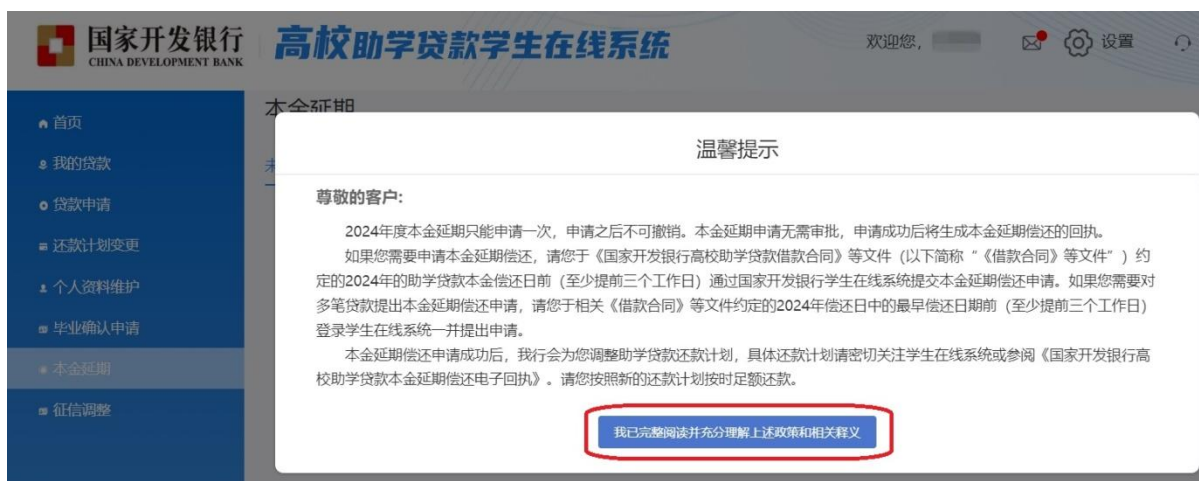 国家开发银行
CHINA DEVELOPMENT BANK
高校助学贷款学生在线系统
欢迎您,
设置
首页
我的贷款
贷款申请
还款计划变更
个人资料维护
毕业确认申请
本金延期
征信调整
本金延期
温馨提示
尊敬的客户:
2024年度本金延期只能申请一次，申请之后不可撤销。本金延期申请无需审批，申请成功后将生成本金延期偿还的回执。
如果您需要申请本金延期偿还，请您于《国家开发银行高校助学贷款借款合同》等文件（以下简称“《借款合同》等文件”）约
定的2024年的助学贷款本金偿还日前（至少提前三个工作日）通过国家开发银行学生在线系统提交本金延期偿还申请。如果您需要对
多笔贷款提出本金延期偿还申请，请您于相关《借款合同》等文件约定的2024年偿还日中的最早偿还日期前（至少提前三个工作日）
登录学生在线系统一并提出申请。
本金延期偿还申请成功后，我行会为您调整助学贷款还款计划，具体还款计划请密切关注学生在线系统或参阅《国家开发银行高
校助学贷款本金延期偿还电子回执》。请您按照新的还款计划按时足额还款。
我已完整阅读并充分理解上述政策和相关释义